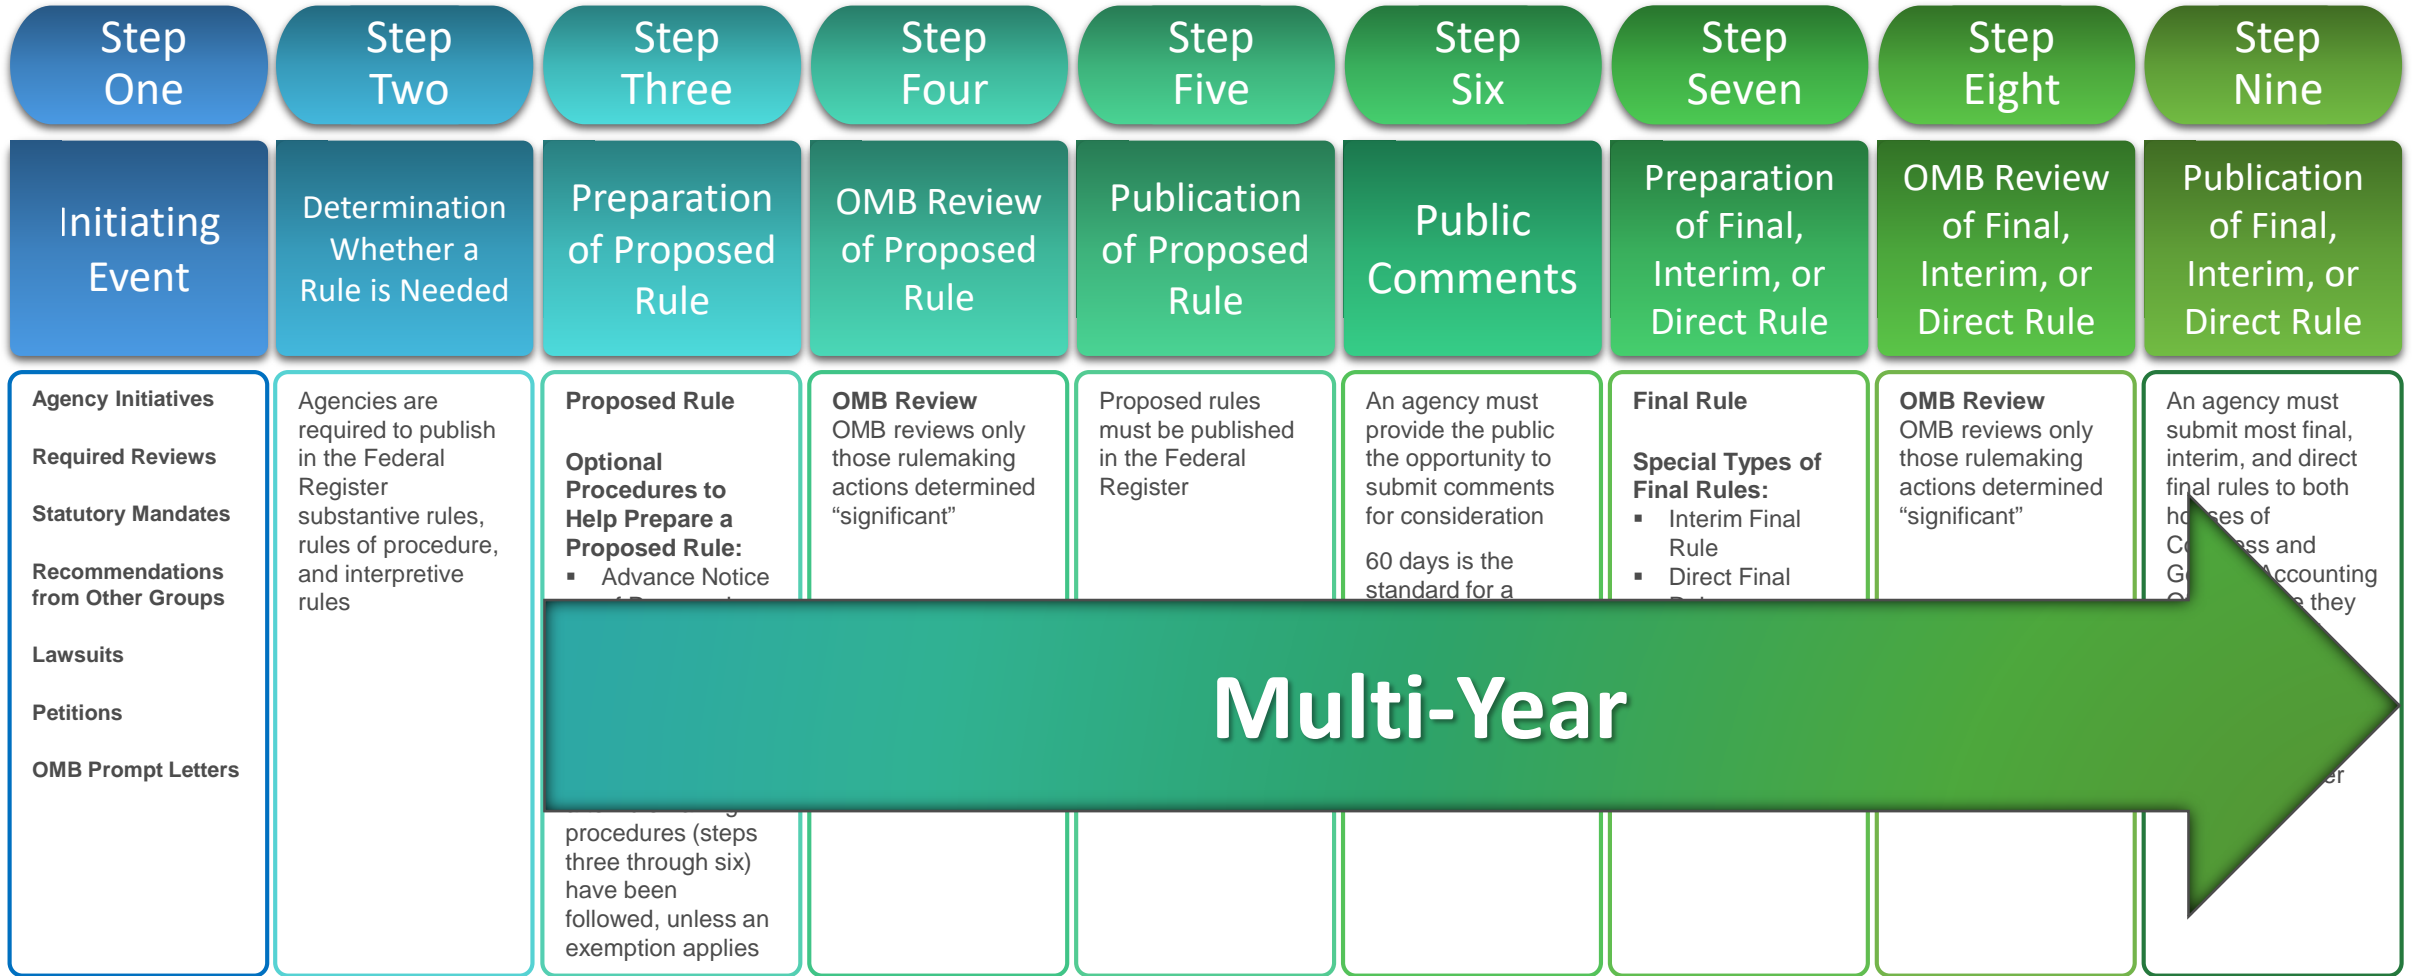 Step
One
Step
Two
Step
Three
Step
Four
Step
Five
Step
Six
Step
Seven
Step
Eight
Step
Nine
Initiating
Event
Determination
Whether a
Rule is Needed
Preparation
of Proposed
Rule
OMB Review
of Proposed
Rule
Publication
of Proposed
Rule
Public
Comments
Preparation
of Final,
Interim, or
Direct Rule
OMB Review
of Final,
Interim, or
Direct Rule
Publication
of Final,
Interim, or
Direct Rule
Agency Initiatives
Required Reviews
Statutory Mandates
Recommendations
from Other Groups
Lawsuits
Petitions
OMB Prompt Letters
Agencies are
required to publish
in the Federal
Register
substantive rules,
rules of procedure,
and interpretive
rules
Proposed Rule
Optional
Procedures to
Help Prepare a
Proposed Rule:
▪ Advance Notice
procedures (steps
three through six)
have been
followed, unless an
exemption applies
OMB Review
OMB reviews only
those rulemaking
actions determined
“significant”
Proposed rules
must be published
in the Federal
Register
An agency must
provide the public
the opportunity to
submit comments
for consideration
60 days is the
standard for a
Final Rule
Special Types of
Final Rules:
▪ Interim Final
Rule
▪ Direct Final
OMB Review
OMB reviews only
those rulemaking
actions determined
“significant”
An agency must
submit most final,
interim, and direct
final rules to both
of
and
Accounting
they
Multi-Year